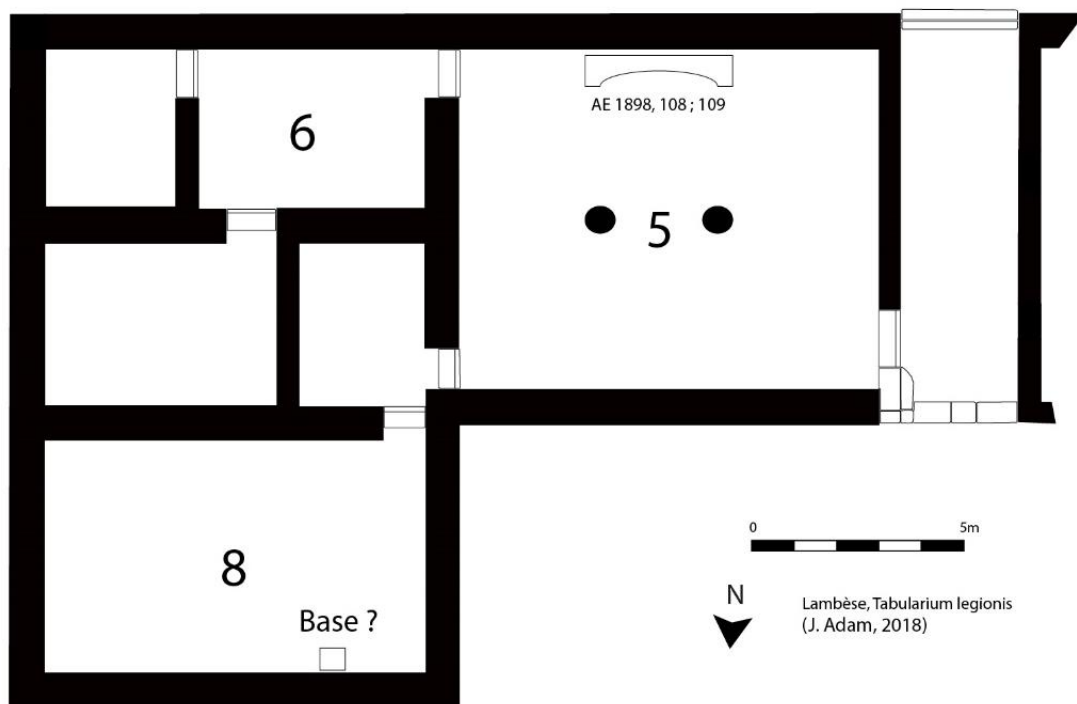 AE 1898, 108 ; 109
6
5
8
Base ?
0 5m
N
Lambèse, Tabularium legionis
(J. Adam, 2018)